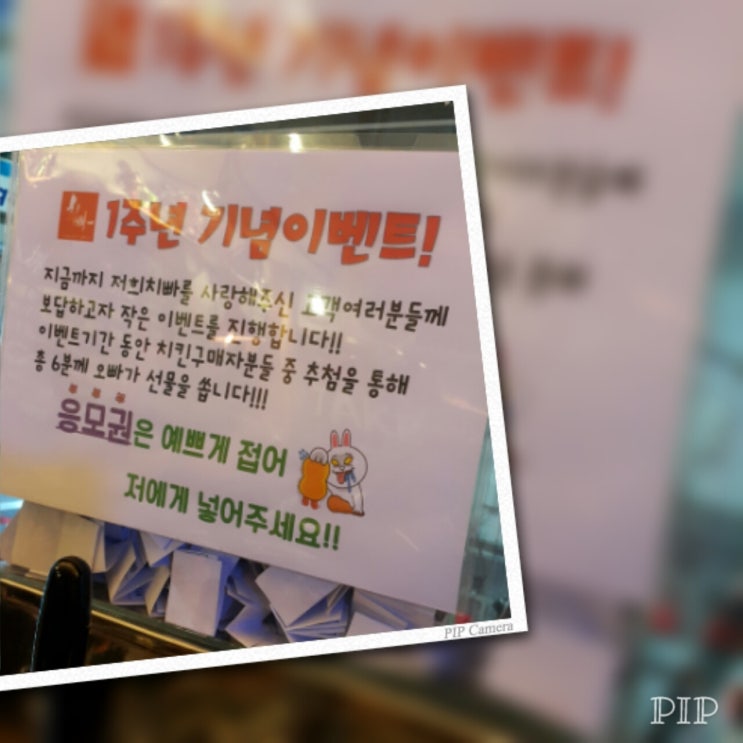 1주년 기념이벤트!
지금까지 저희치빠를 사랑해주신 고객여러분들께
보답하고자 작은 이벤트를 진행합니다!!
이벤트기간 동안 치킨구매자분들 중 추첨을 통해
총 6분께 오빠가 선물을 쏩니다!!!
응모권은 예쁘게 접어
저에게 넣어주세요!!
PIP Camera
PIP